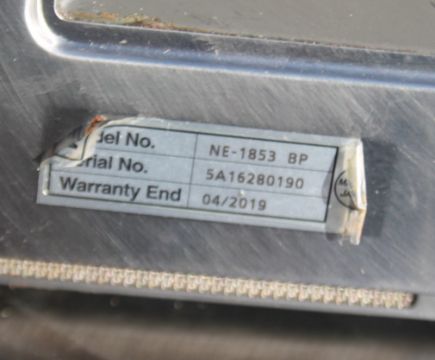 del No. NE-1853 BP
rial No. 5A16280190
Warranty End 04/2019